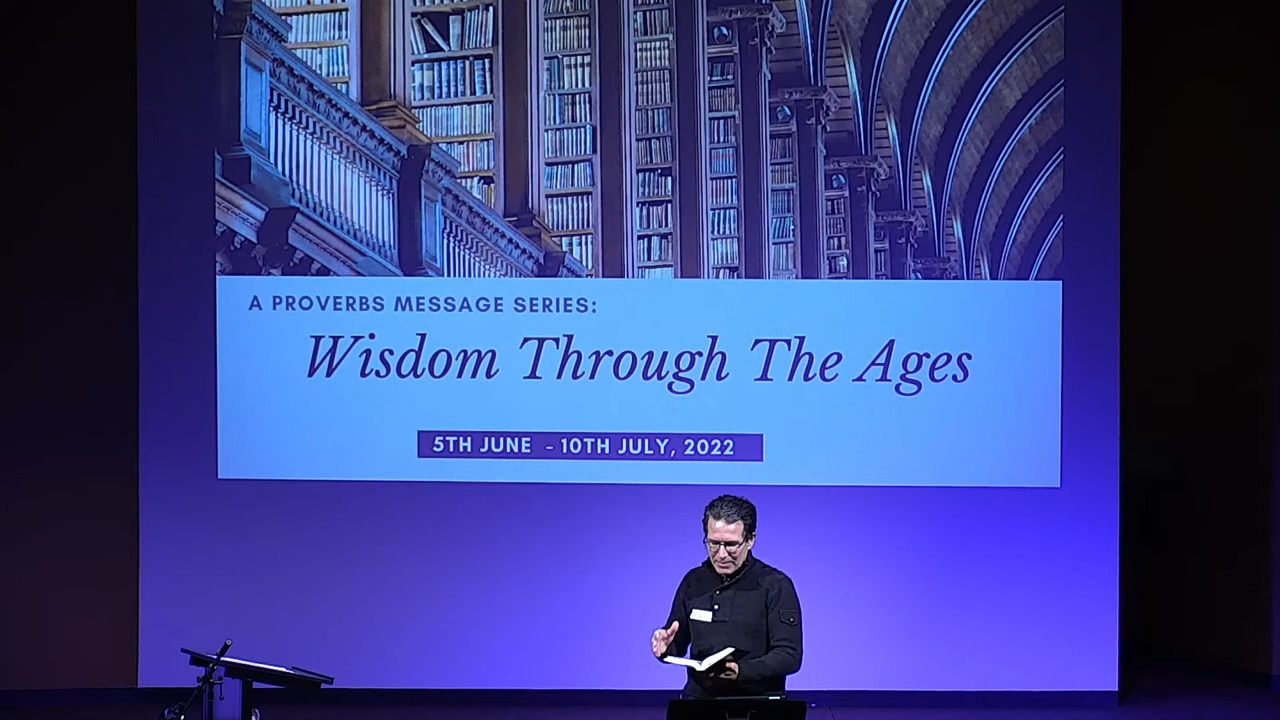 A PROVERBS MESSAGE SERIES:
Wisdom Through The Ages
5TH JUNE - 10TH JULY, 2022